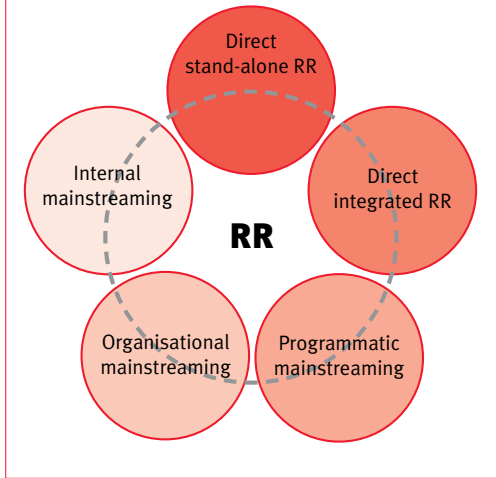 Direct
stand-alone RR
Direct
integrated RR
Programmatic
mainstreaming
Organisational
mainstreaming
Internal
mainstreaming
RR